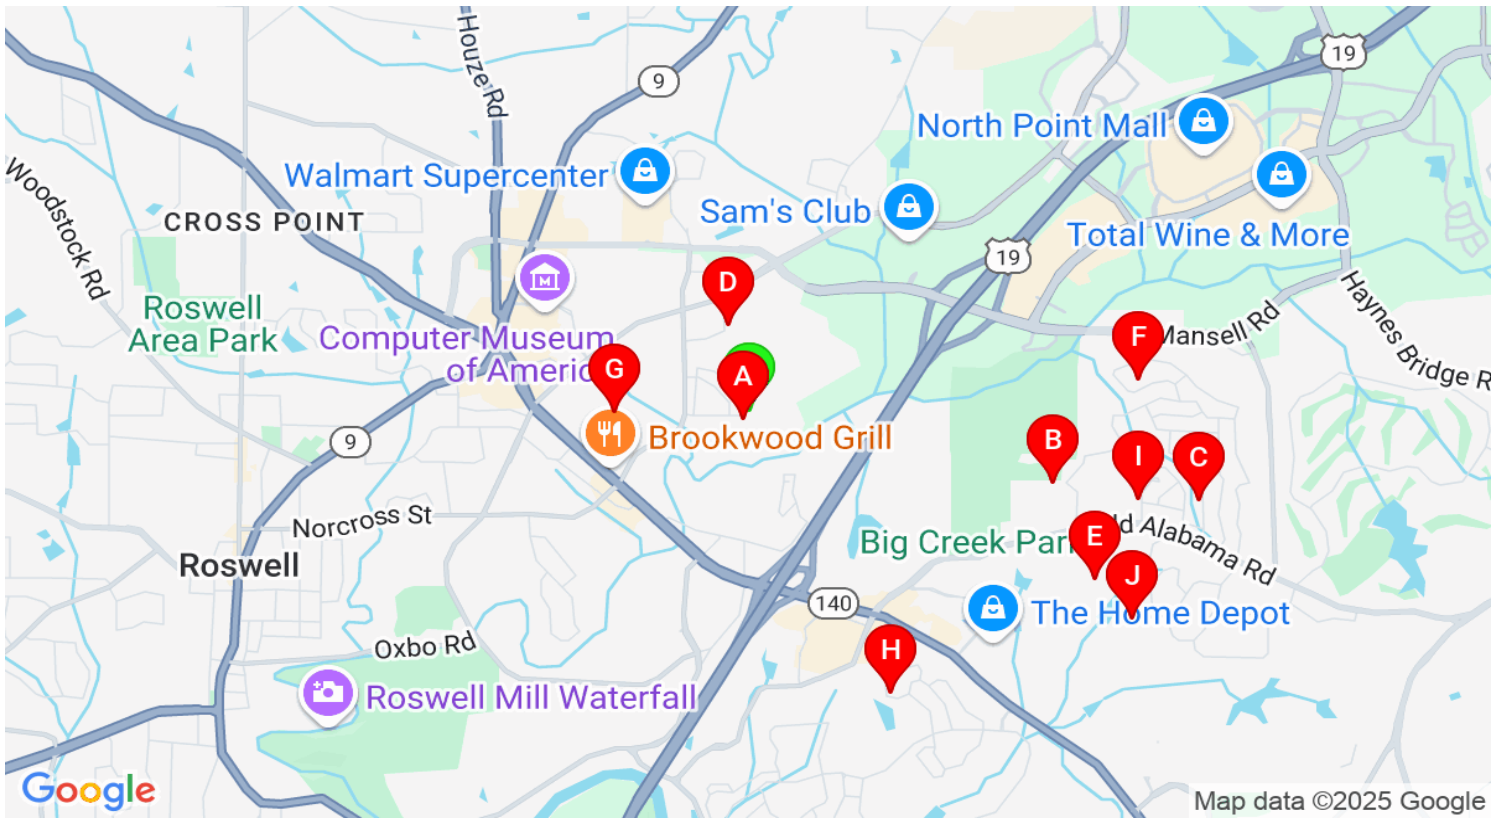 Houze Rd
9
19
North Point Mall
Walmart Supercenter
Woodstock Rd
CROSS POINT
Sam's Club
Total Wine & More
19
Haynes Bridge R
D
Roswell
Area Park
Computer Museum
of Americ
Mansell Rd
F
G
A
9
Brookwood Grill
B
I
C
Norcross St
ld Alabama Rd
Big Creek Par
E
Roswell
J
140
The Home Depot
Oxbo Rd
H
Roswell Mill Waterfall
Google
Map data ©2025 Google